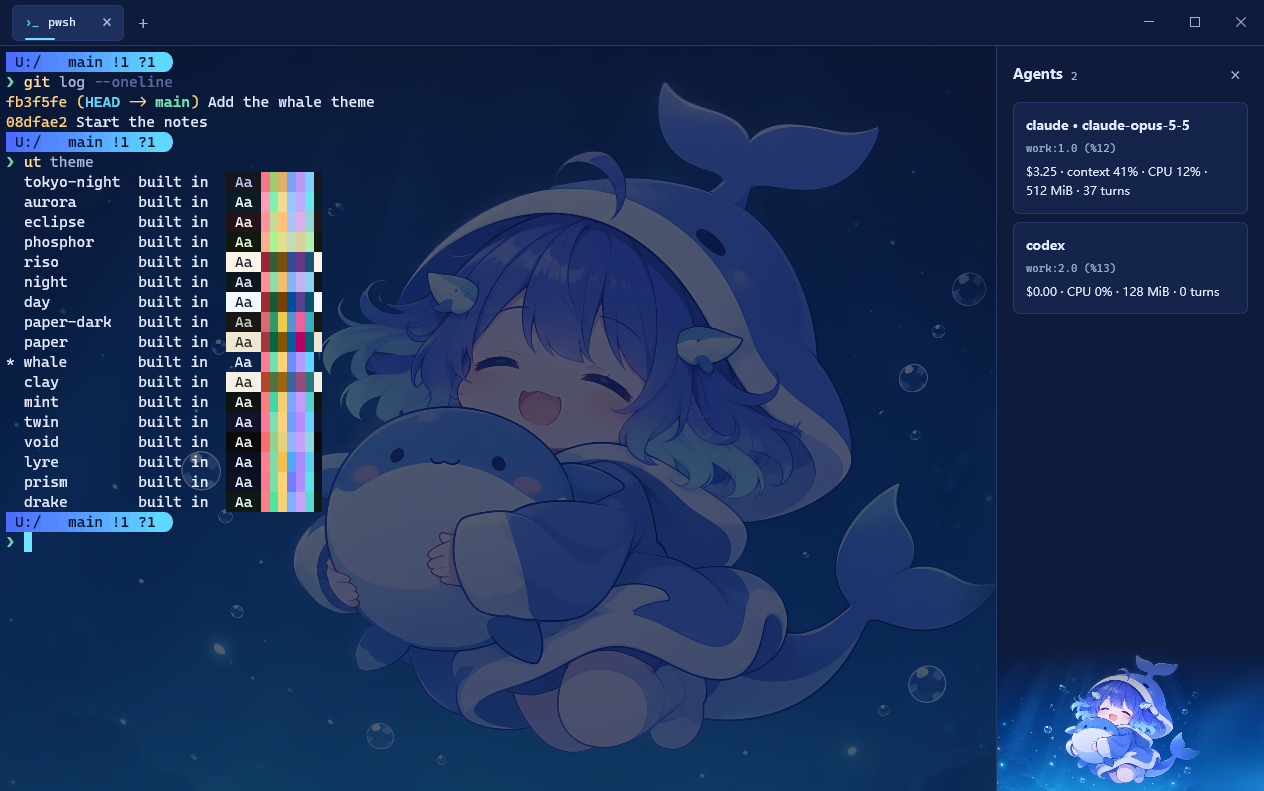 pwsh
U:/ main !1 ?1
❯ git log --oneline
fb3f5fe (HEAD -> main) Add the whale theme
08dfae2 Start the notes
U:/ main !1 ?1
❯ ut theme
tokyo-night built in Aa
aurora built in Aa
eclipse built in Aa
phosphor built in Aa
riso built in Aa
night built in Aa
day built in Aa
paper-dark built in Aa
paper built in Aa
* whale built in Aa
clay built in Aa
mint built in Aa
twin built in Aa
void built in Aa
lyre built in Aa
prism built in Aa
drake built in Aa
U:/ main !1 ?1
❯
Agents 2
claude • claude-opus-5-5
work:1.0 (%12)
$3.25 · context 41% · CPU 12% ·
512 MiB · 37 turns
codex
work:2.0 (%13)
$0.00 · CPU 0% · 128 MiB · 0 turns